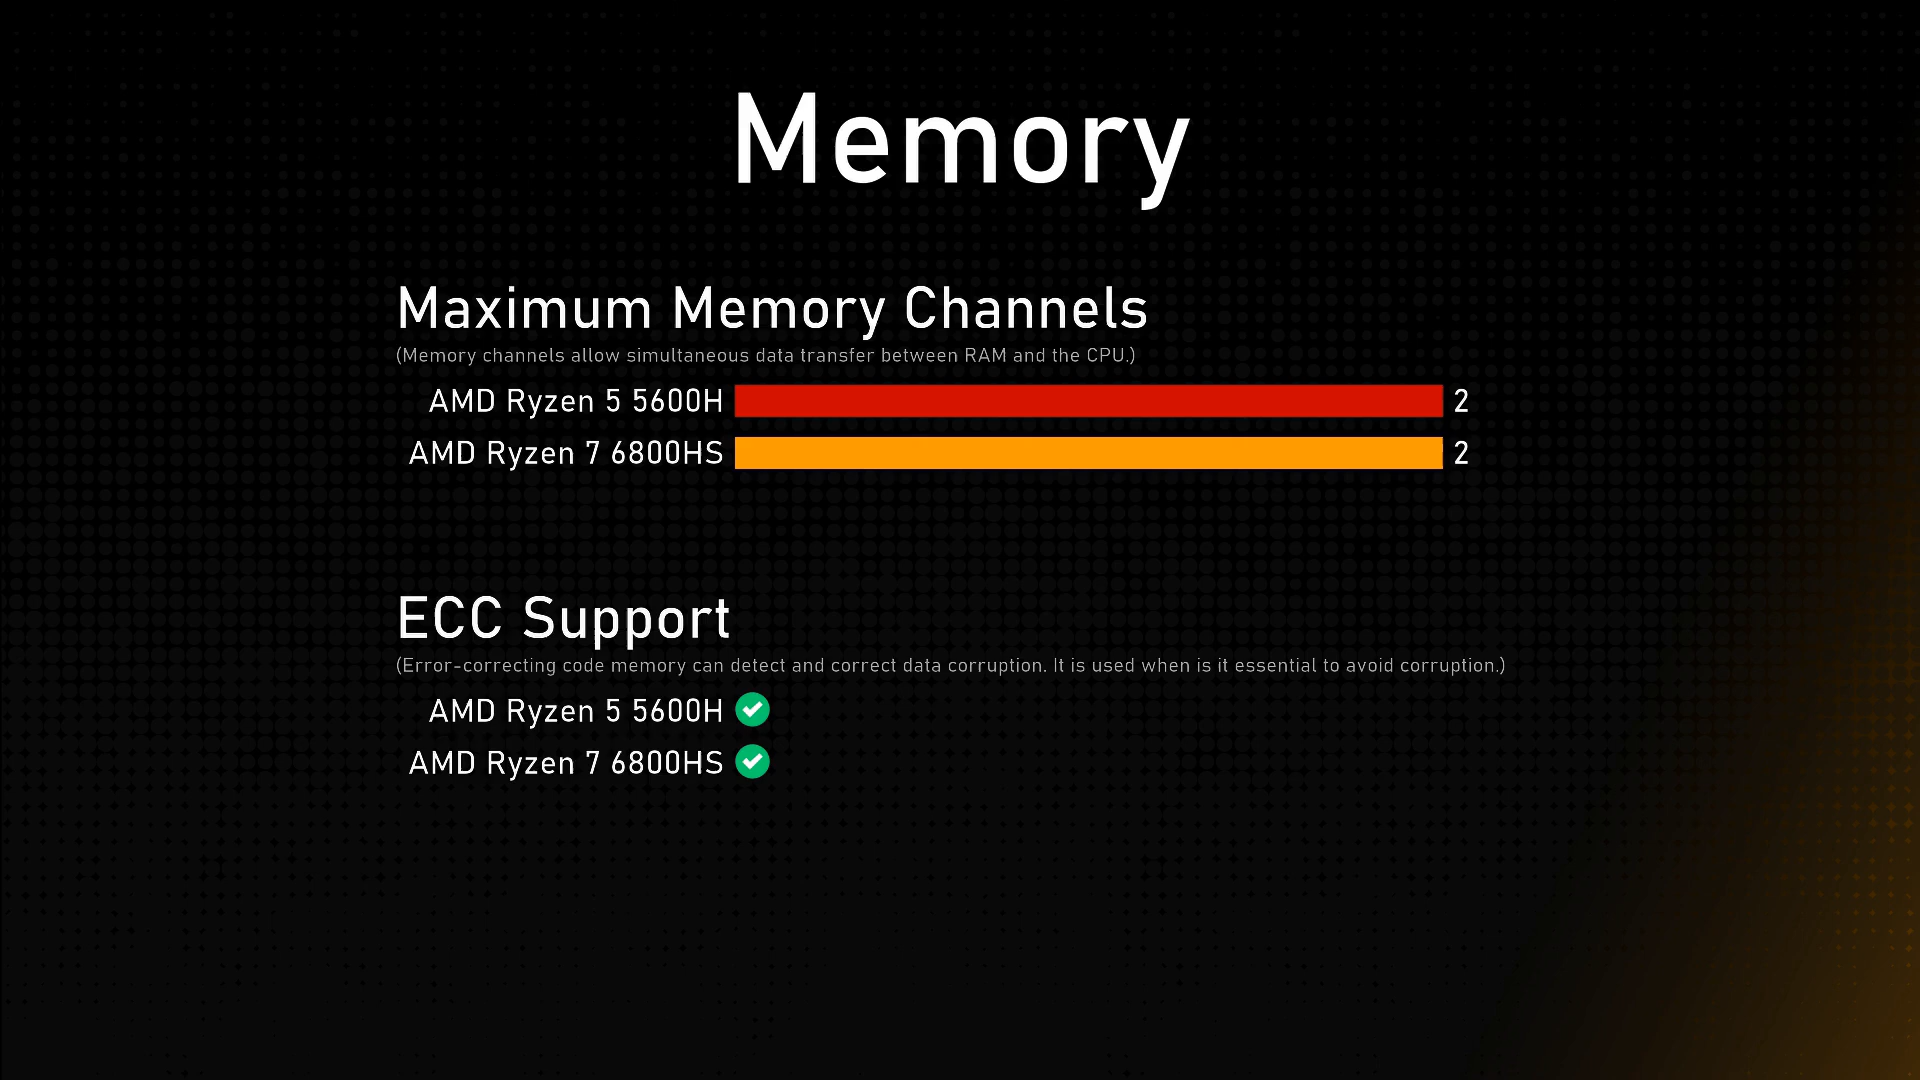 Memory
Maximum Memory Channels
(Memory channels allow simultaneous data transfer between RAM and the CPU.)
AMD Ryzen 5 5600H 2
AMD Ryzen 7 6800HS 2
ECC Support
(Error-correcting code memory can detect and correct data corruption. It is used when is it essential to avoid corruption.)
AMD Ryzen 5 5600H
AMD Ryzen 7 6800HS